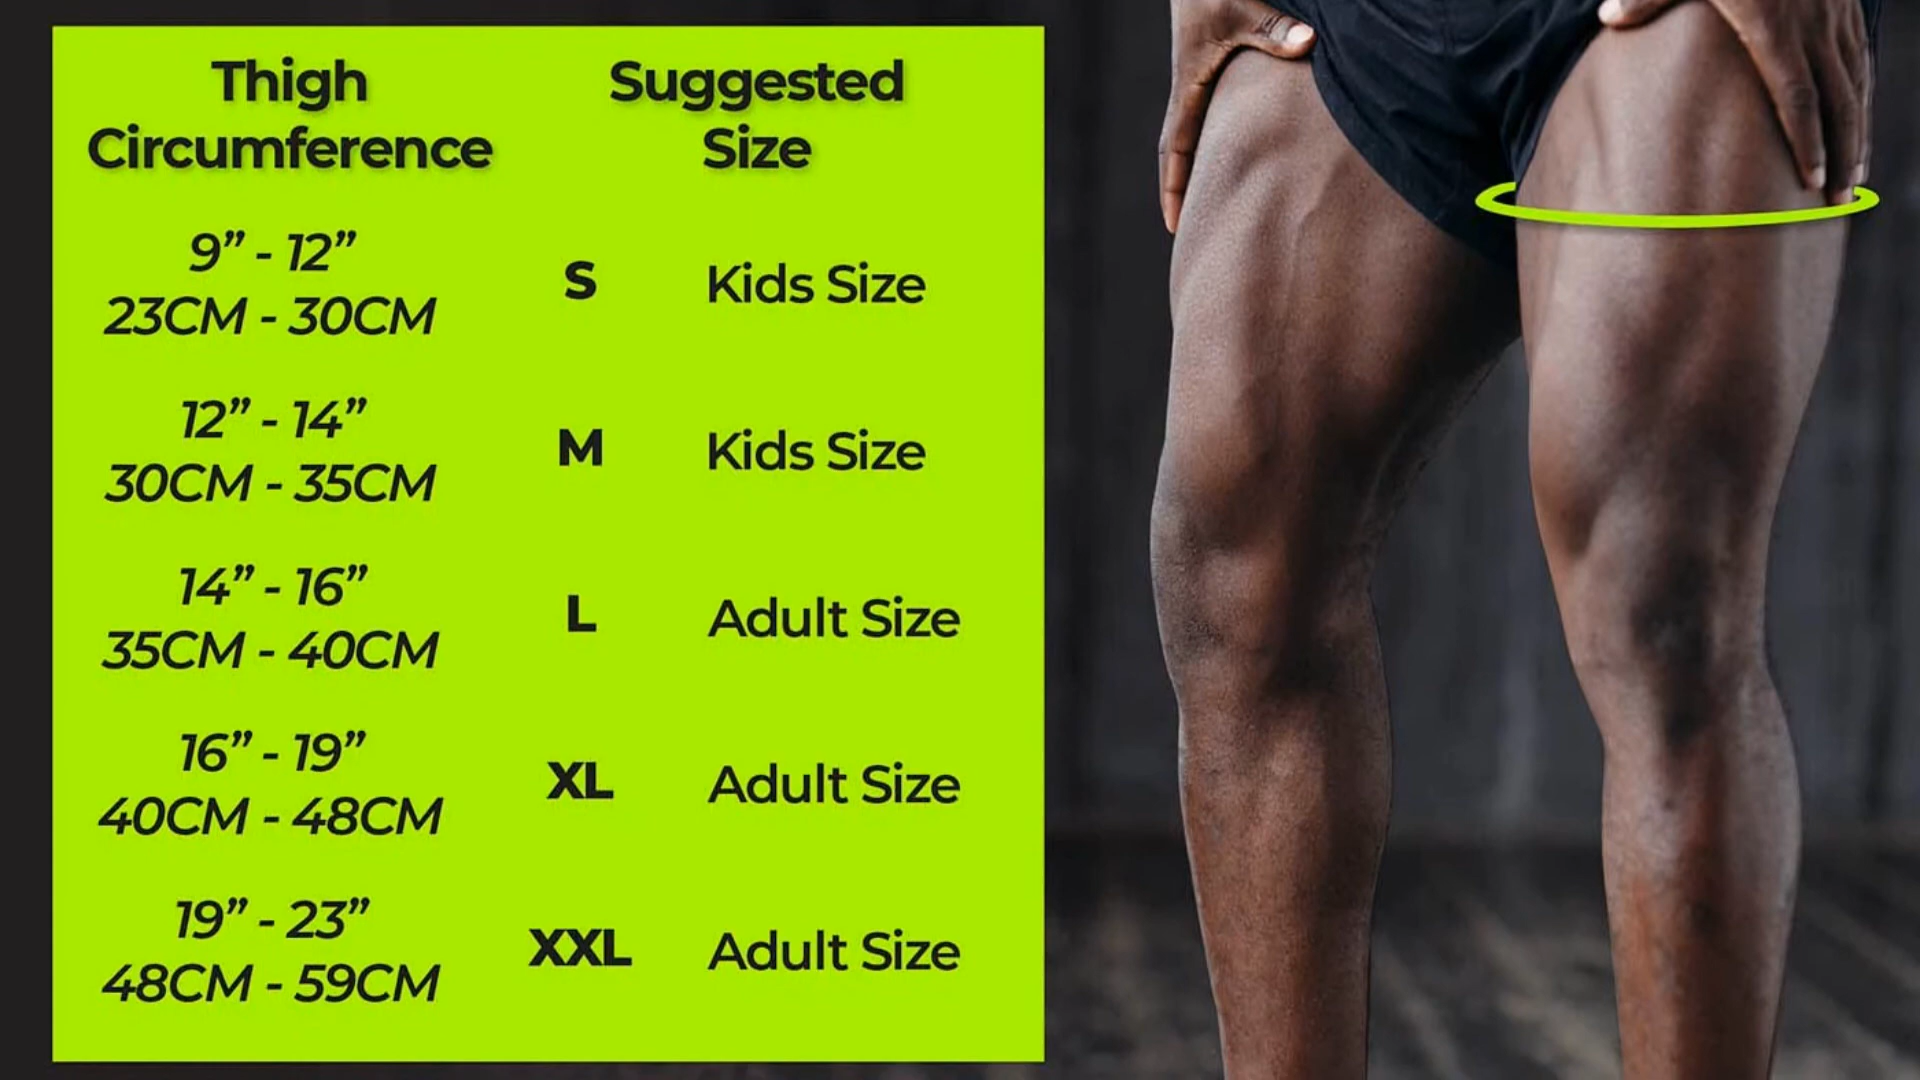 Thigh
Circumference
Suggested
Size
9” - 12”
23CM - 30CM
S
Kids Size
12” - 14”
30CM - 35CM
M
Kids Size
14” - 16”
35CM - 40CM
L
Adult Size
16” - 19”
40CM - 48CM
XL
Adult Size
19” - 23”
48CM - 59CM
XXL
Adult Size